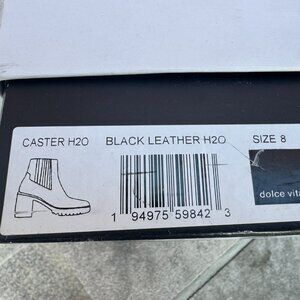 CASTER H2O BLACK LEATHER H2O SIZE 8
dolce vita
1 94975 59842 3